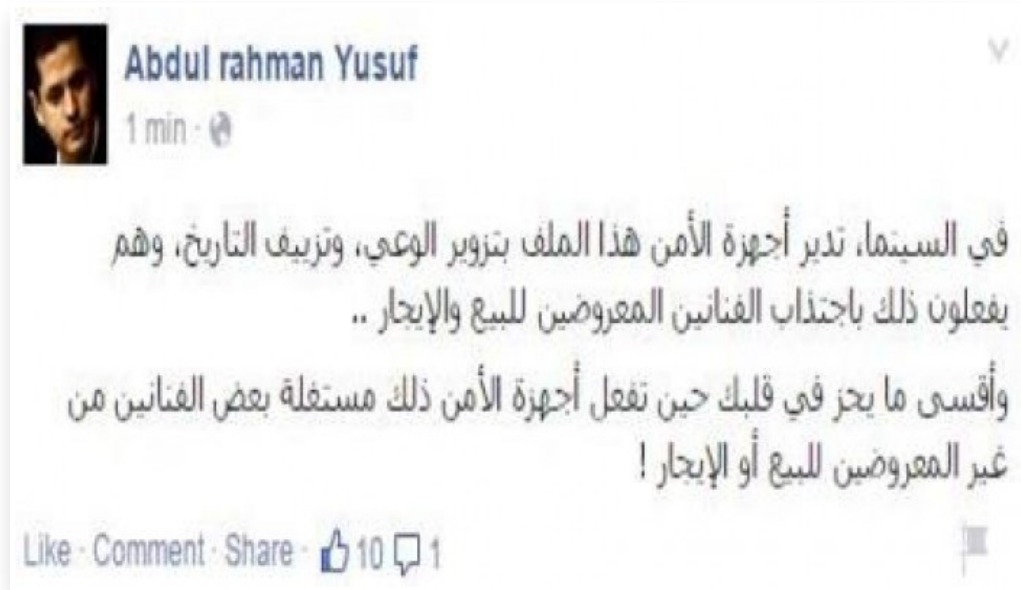 Abdul rahman Yusuf
1 min ·
في السينما، تدير أجهزة الأمن هذا الملف بتزوير الوعي، وتزييف التاريخ، وهم
يفعلون ذلك باجتذاب الفنانين المعروضين للبيع والإيجار ..
وأقسى ما يحز في قلبك حين تفعل أجهزة الأمن ذلك مستغلة بعض الفنانين من
غير المعروضين للبيع أو الإيجار !
Like · Comment · Share · 10 1